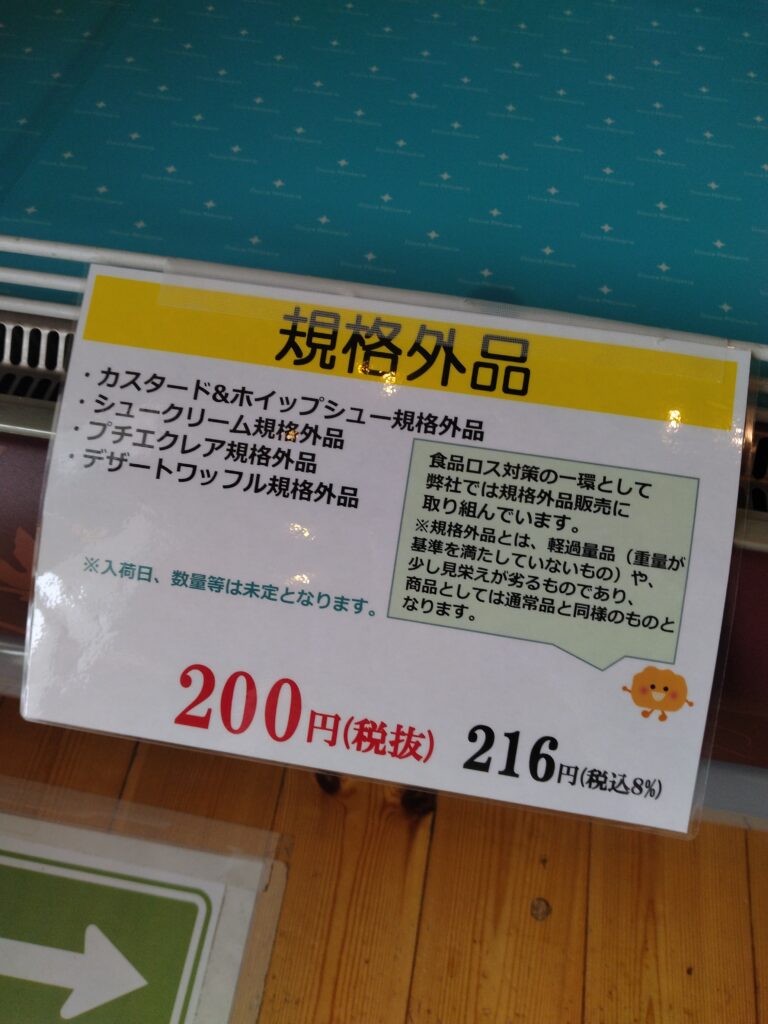 規格外品
・カスタード&ホイップシュー規格外品
・シュークリーム規格外品
・プチエクレア規格外品
・デザートワッフル規格外品
食品ロス対策の一環として
弊社では規格外品販売に
取り組んでいます。
※規格外品とは、軽過量品（重量が
基準を満たしていないもの）や、
少し見栄えが劣るものであり、
商品としては通常品と同様のものと
なります。
※入荷日、数量等は未定となります。
200円(税抜)
216円(税込8%)